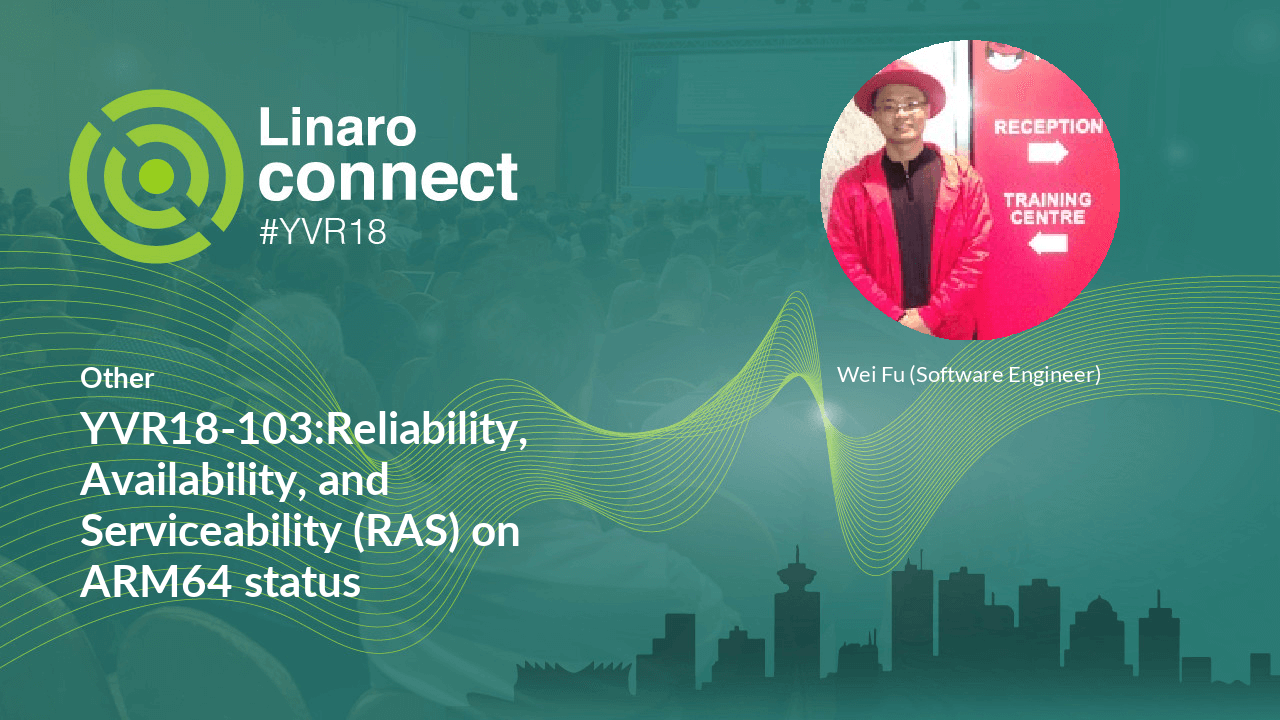 Linaro
connect
#YVR18
RECEPTION
TRAINING
CENTRE
Wei Fu (Software Engineer)
Other
YVR18-103:Reliability,
Availability, and
Serviceability (RAS) on
ARM64 status